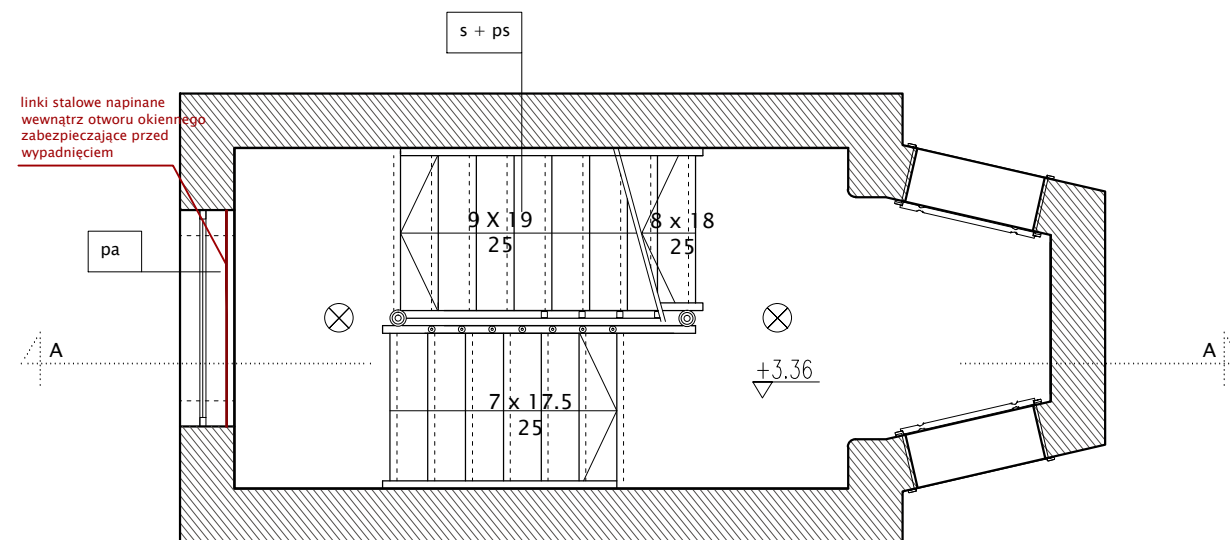 s + ps
linki stalowe napinane
wewnątrz otworu okiennego
zabezpieczające przed
wypadnięciem
9 X 19
25
8 x 18
25
pa
A
A
+3.36
7 x 17.5
25